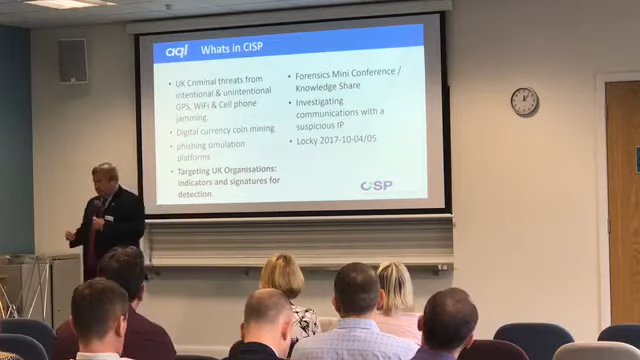 aql Whats in CISP
• UK Criminal threats from
intentional & unintentional
GPS, WiFi & Cell phone
jamming.
• Digital currency coin mining
• phishing simulation
platforms
• Targeting UK Organisations:
indicators and signatures for
detection
• Forensics Mini Conference /
Knowledge Share
• Investigating
communications with a
suspicious IP
• Locky 2017-10-04/05
CiSP